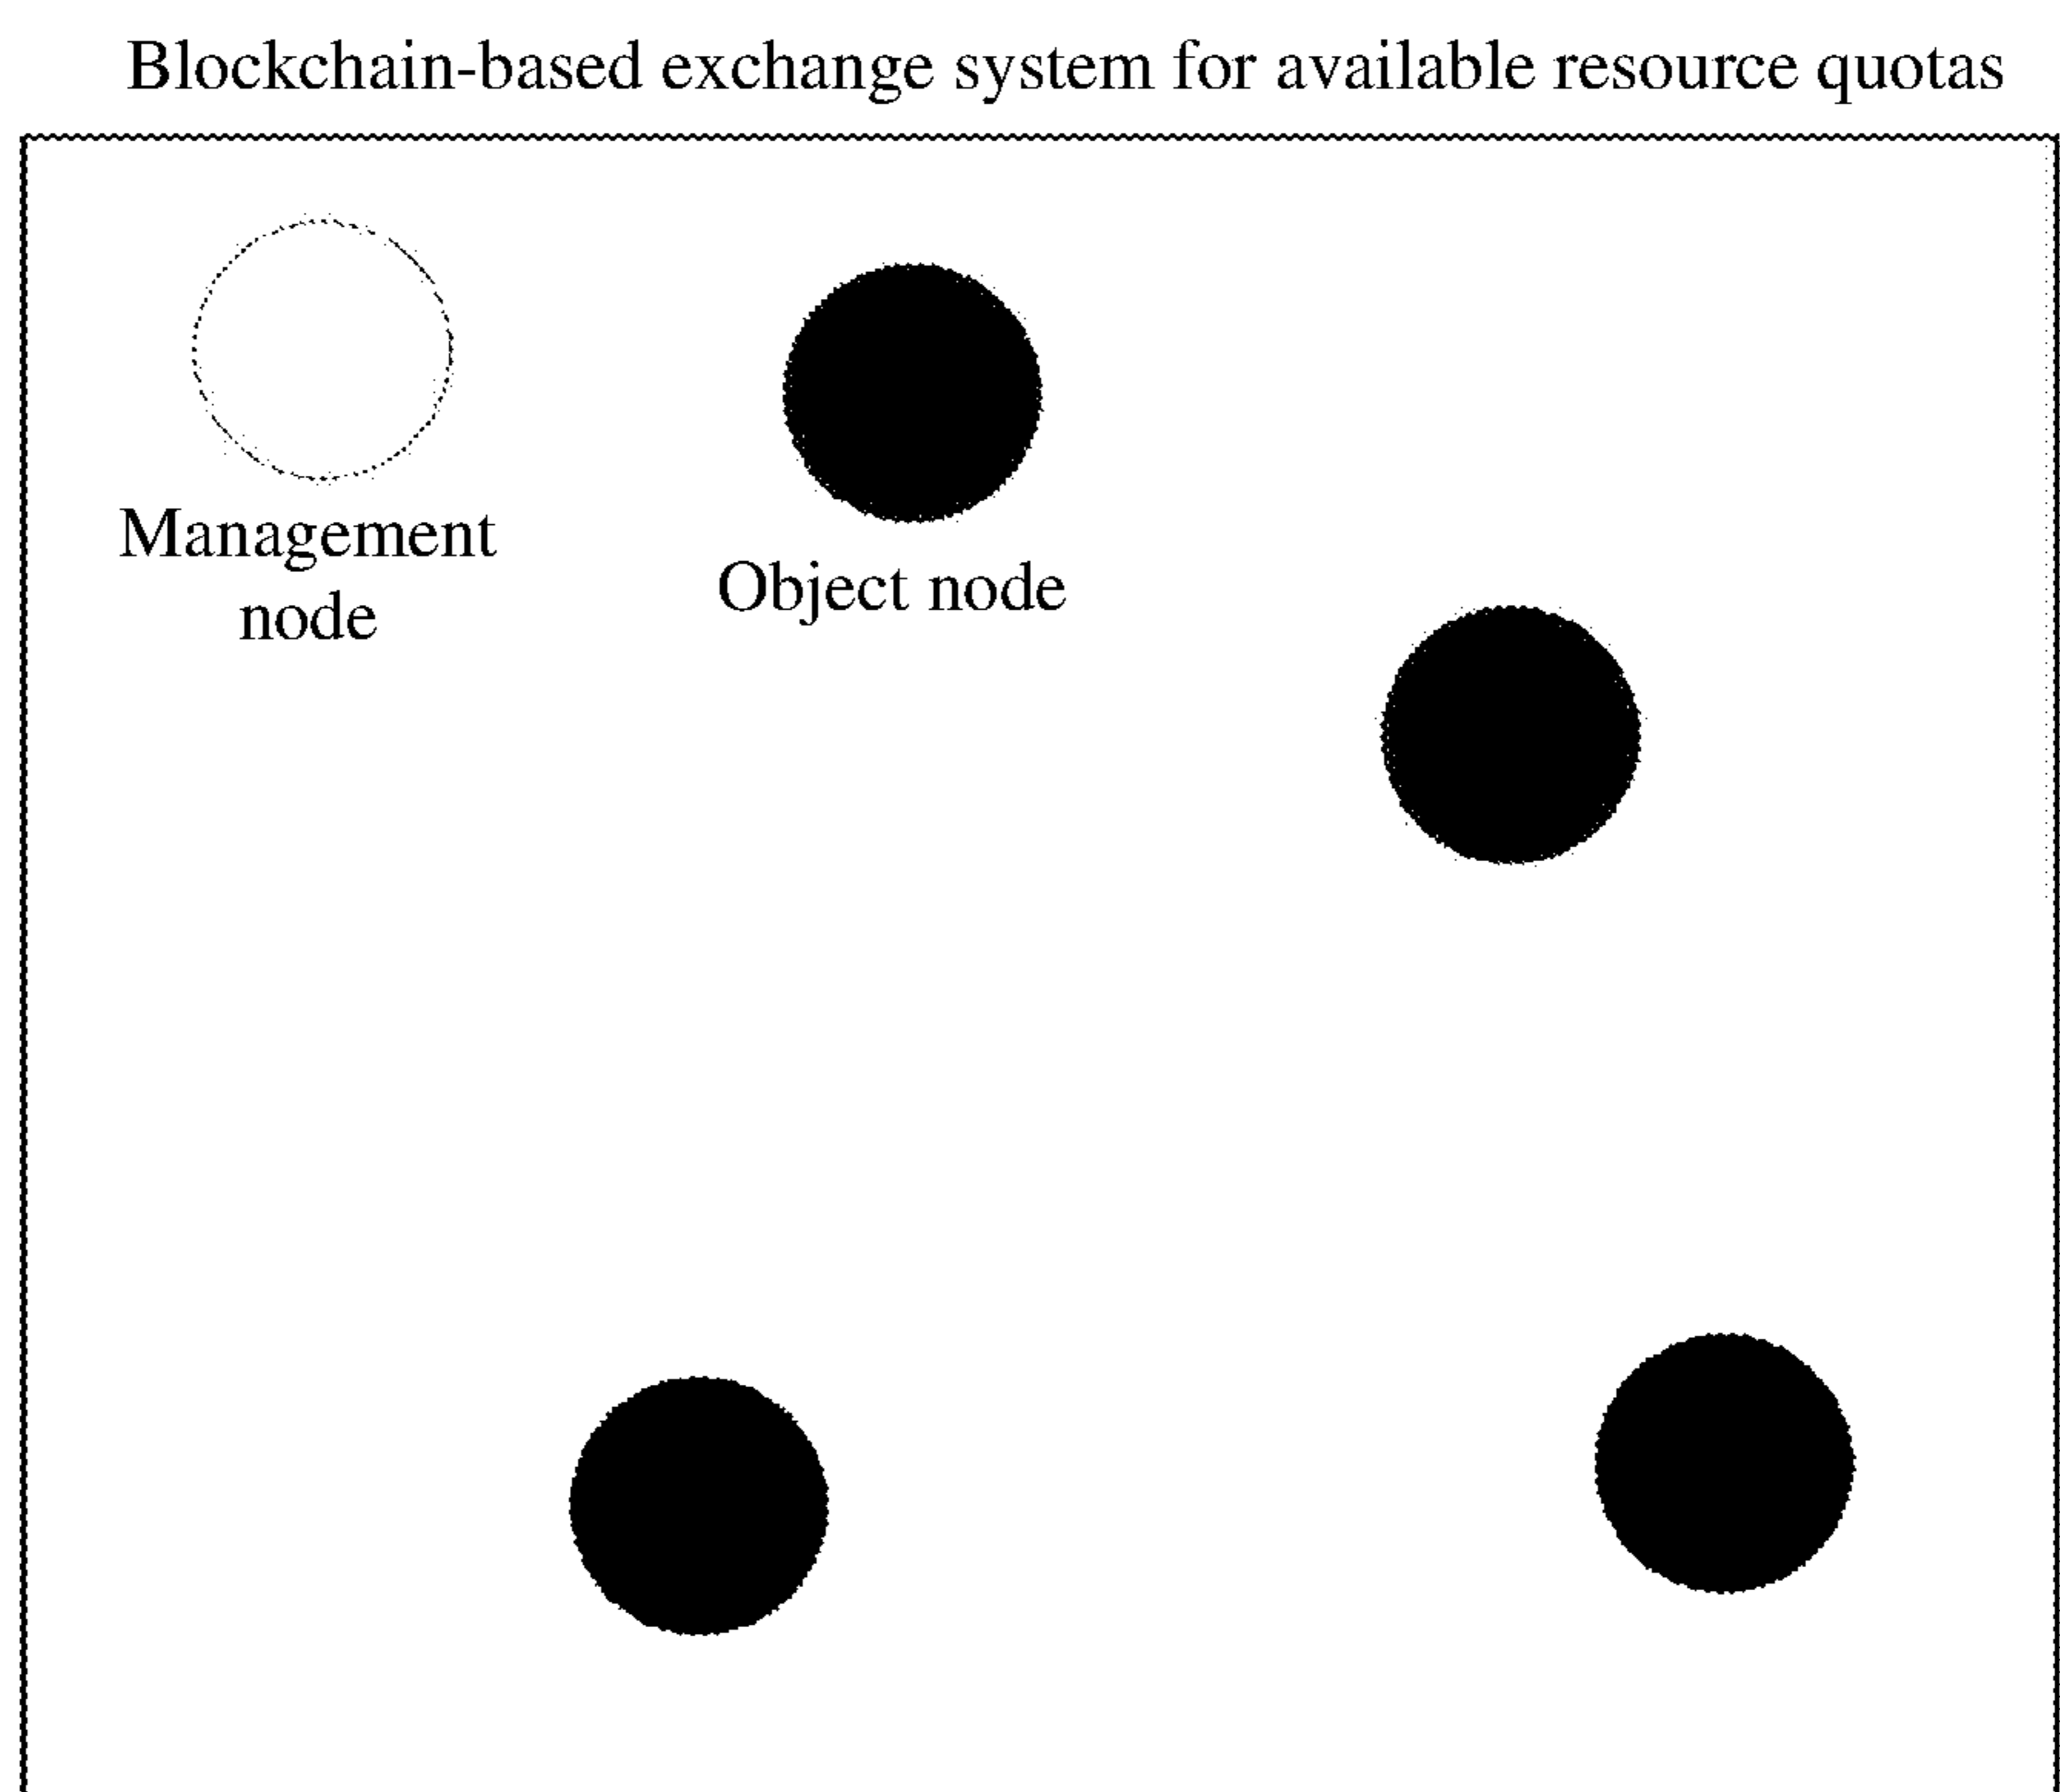 Blockchain-based exchange system for available resource quotas
Management
node
Object node